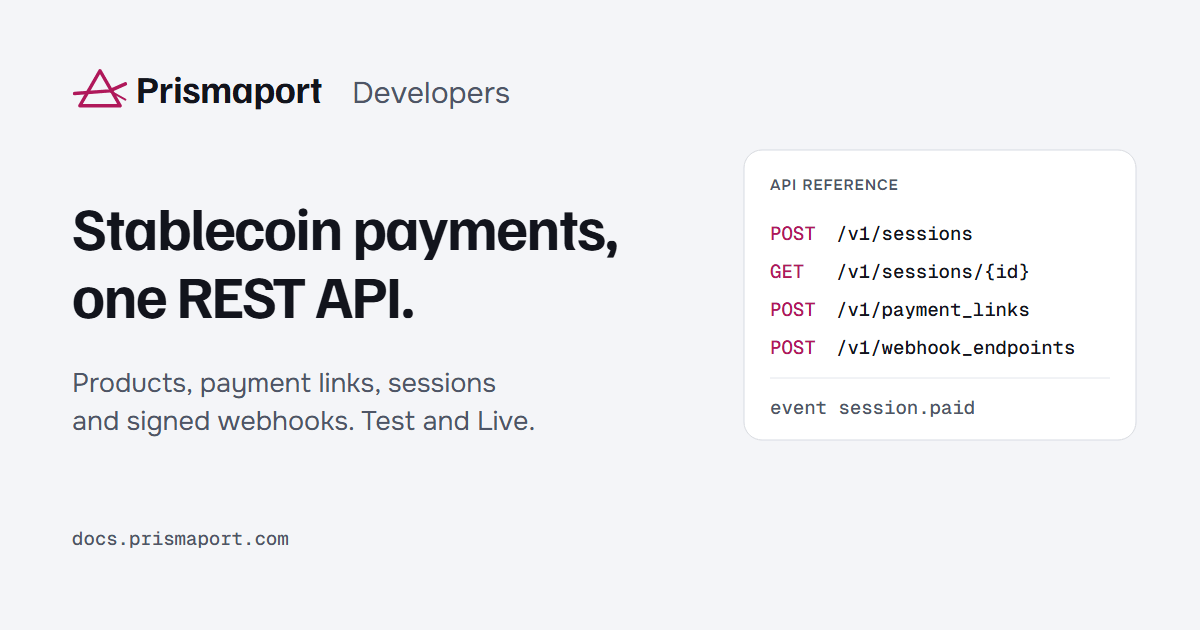 Prismaport Developers
Stablecoin payments,
one REST API.
Products, payment links, sessions
and signed webhooks. Test and Live.
docs.prismaport.com
API REFERENCE
POST /v1/sessions
GET /v1/sessions/{id}
POST /v1/payment_links
POST /v1/webhook_endpoints
event session.paid